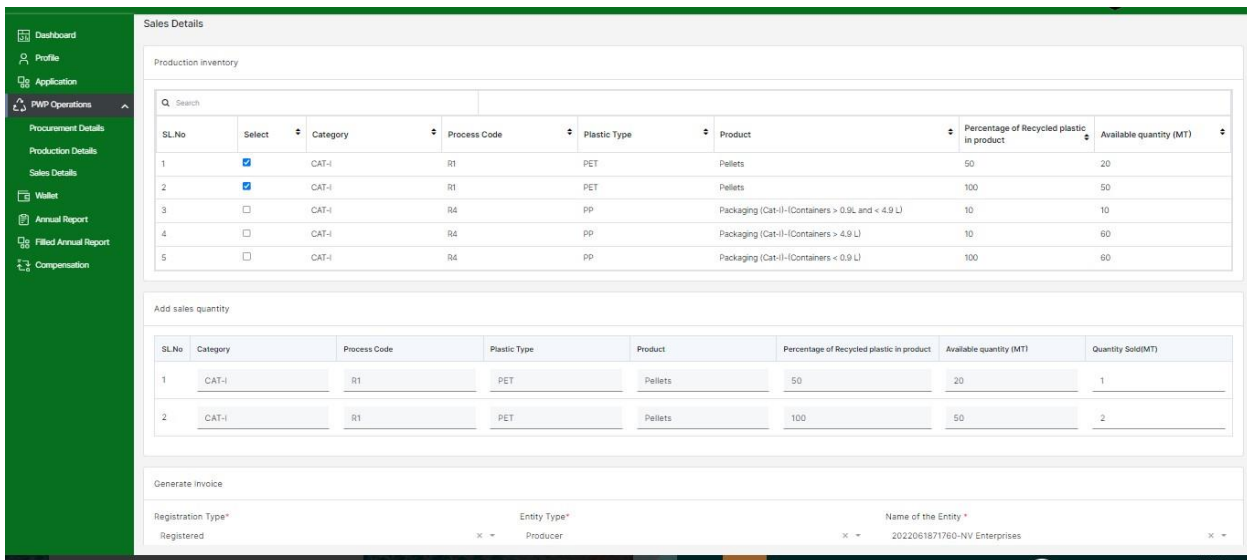 Dashboard
Profile
Application
PWP Operations
Procurement Details
Production Details
Sales Details
Wallet
Annual Report
Filled Annual Report
Compensation
Sales Details
Production inventory
Search
SL.No Select Category Process Code Plastic Type Product Percentage of Recycled plastic in product Available quantity (MT)
1 CAT-I R1 PET Pellets 50 20
2 CAT-I R1 PET Pellets 100 50
3 CAT-I R4 PP Packaging (Cat-I)-(Containers > 0.9L and < 4.9 L) 10 10
4 CAT-I R4 PP Packaging (Cat-I)-(Containers > 4.9 L) 10 60
5 CAT-I R4 PP Packaging (Cat-I)-(Containers < 0.9 L) 100 60
Add sales quantity
SL.No Category Process Code Plastic Type Product Percentage of Recycled plastic in product Available quantity (MT) Quantity Sold(MT)
1 CAT-I R1 PET Pellets 50 20 1
2 CAT-I R1 PET Pellets 100 50 2
Generate invoice
Registration Type* Entity Type* Name of the Entity *
Registered Producer 2022061871760-NV Enterprises